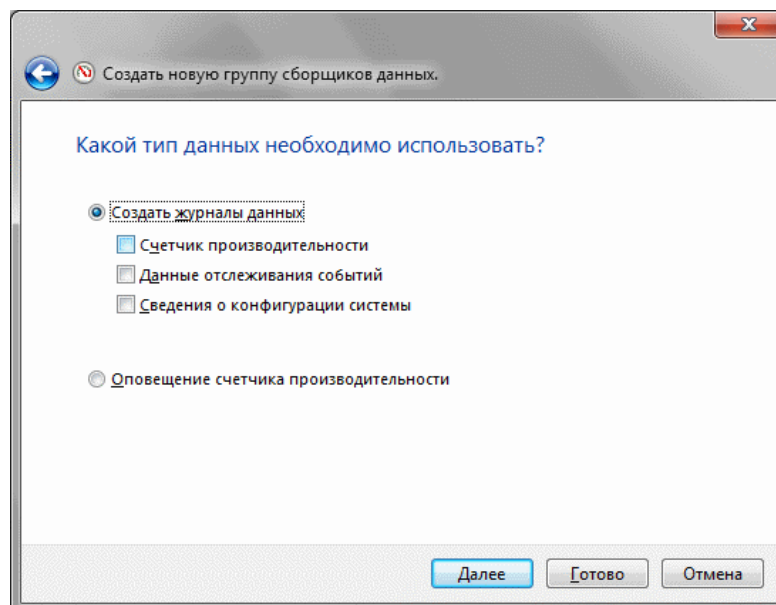 Создать новую группу сборщиков данных.
Какой тип данных необходимо использовать?
Создать журналы данных
Счетчик производительности
Данные отслеживания событий
Сведения о конфигурации системы
Оповещение счетчика производительности
Далее
Готово
Отмена